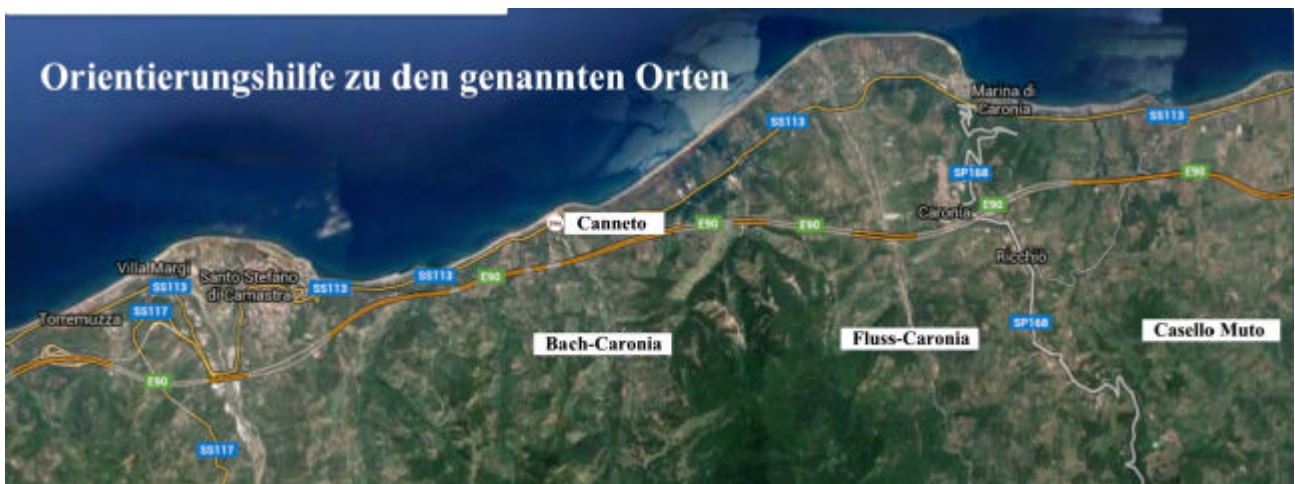 Orientierungshilfe zu den genannten Orten
Marina di
Caronia
SS113
SS113
SP168
E90
E90
Caronia
Canneto
E90
E90
Ricchiò
Villa Margi
SS113
Santo Stefano
di Camastra
SS113
SS113
E90
SS117
Torremuzza
SP168
Casello Muto
Fluss-Caronia
Bach-Caronia
E90
SS117